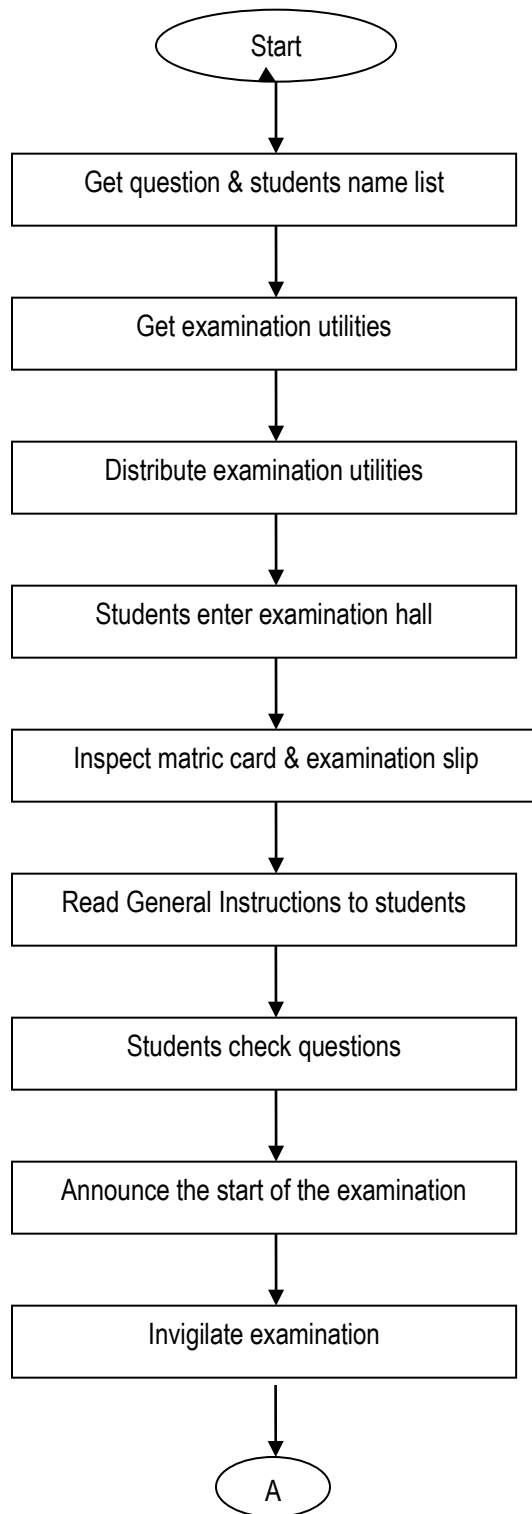 Start
Get question & students name list
Get examination utilities
Distribute examination utilities
Students enter examination hall
Inspect matric card & examination slip
Read General Instructions to students
Students check questions
Announce the start of the examination
Invigilate examination
A